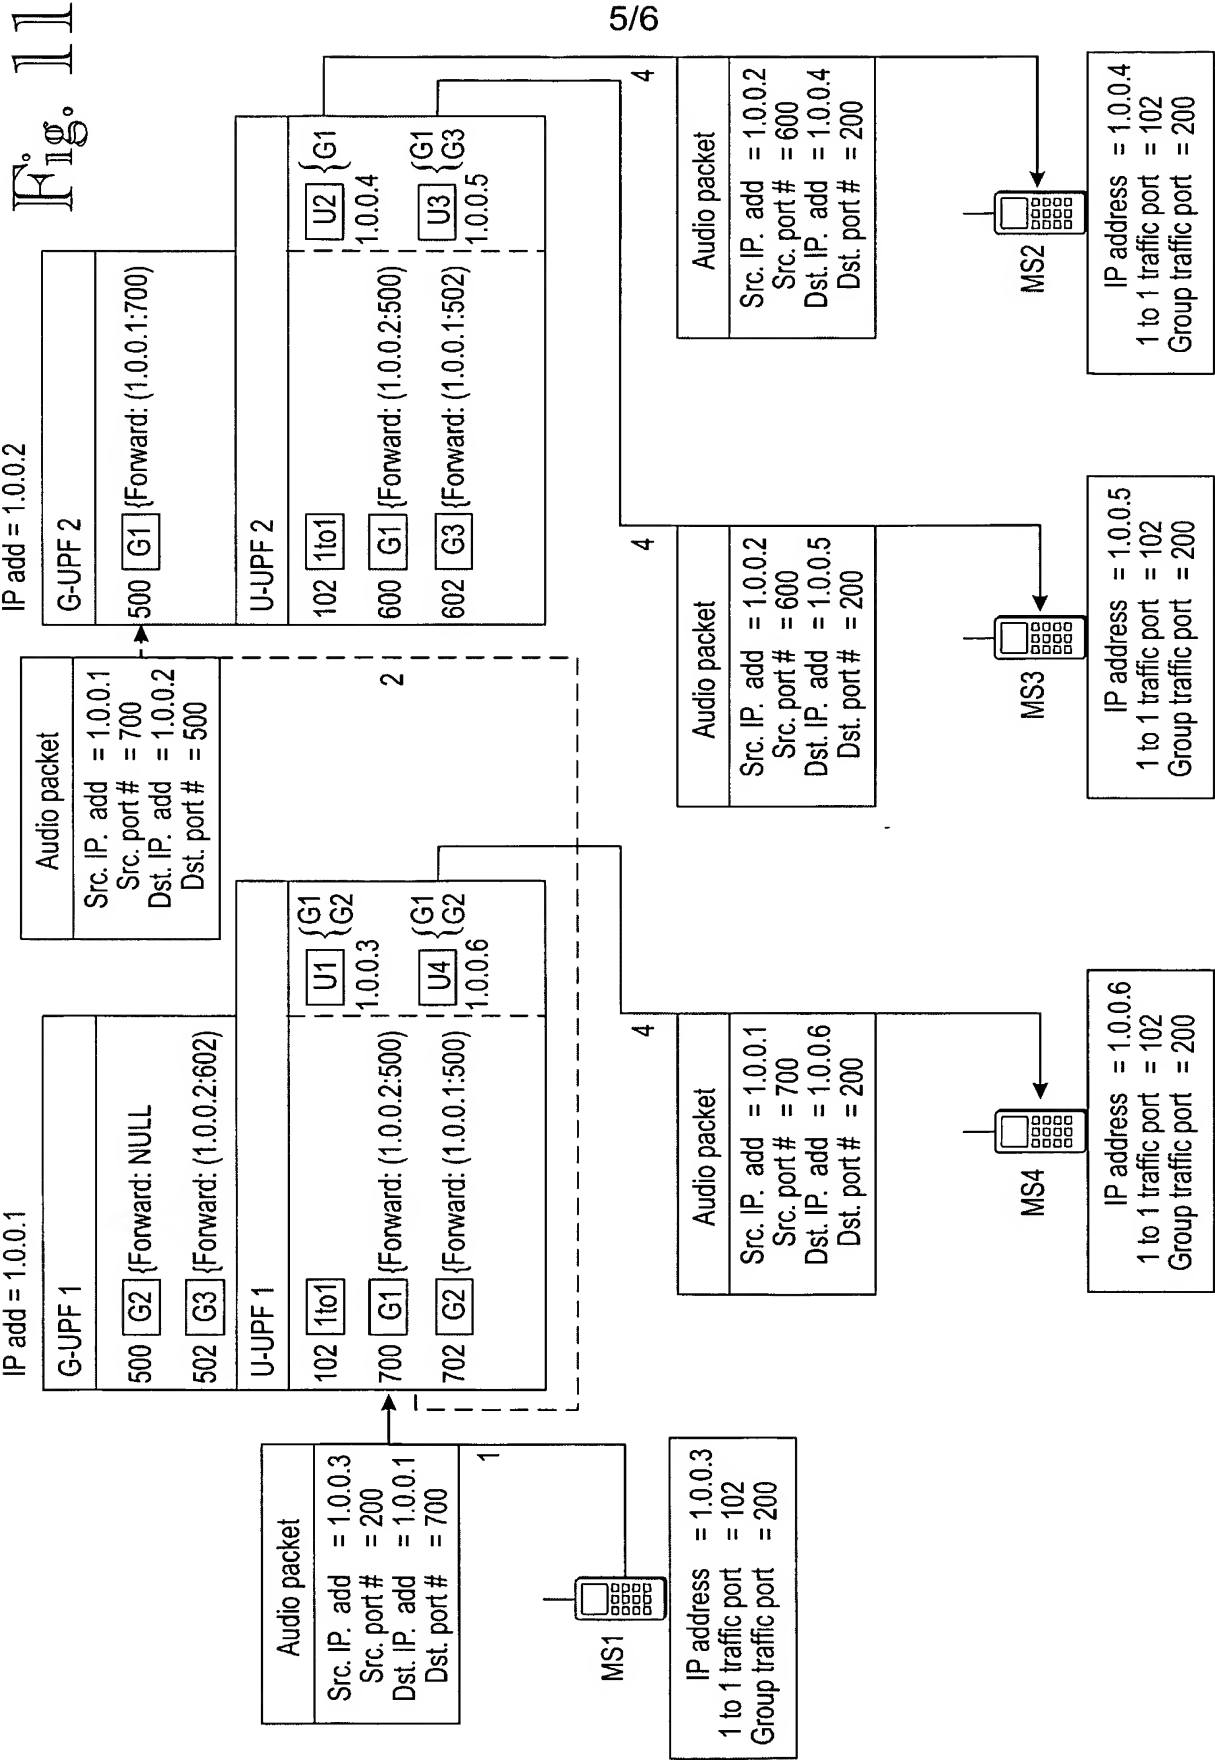 5/6
Fig. 11
IP add = 1.0.0.1
G-UPF 1
500 G2 {Forward: NULL
502 G3 {Forward: (1.0.0.2:602)
U-UPF 1
102 1to1
700 G1 {Forward: (1.0.0.2:500)
702 G2 {Forward: (1.0.0.1:500)
U1 { G1
G2
1.0.0.3
U4 { G1
G2
1.0.0.6
Audio packet
Src. IP. add = 1.0.0.1
Src. port # = 700
Dst. IP. add = 1.0.0.2
Dst. port # = 500
2
IP add = 1.0.0.2
G-UPF 2
500 G1 {Forward: (1.0.0.1:700)
U-UPF 2
102 1to1
600 G1 {Forward: (1.0.0.2:500)
602 G3 {Forward: (1.0.0.1:502)
U2 {G1
1.0.0.4
U3 { G1
G3
1.0.0.5
Audio packet
Src. IP. add = 1.0.0.3
Src. port # = 200
Dst. IP. add = 1.0.0.1
Dst. port # = 700
1
MS1
IP address = 1.0.0.3
1 to 1 traffic port = 102
Group traffic port = 200
4
Audio packet
Src. IP. add = 1.0.0.1
Src. port # = 700
Dst. IP. add = 1.0.0.6
Dst. port # = 200
MS4
IP address = 1.0.0.6
1 to 1 traffic port = 102
Group traffic port = 200
4
Audio packet
Src. IP. add = 1.0.0.2
Src. port # = 600
Dst. IP. add = 1.0.0.5
Dst. port # = 200
MS3
IP address = 1.0.0.5
1 to 1 traffic port = 102
Group traffic port = 200
4
Audio packet
Src. IP. add = 1.0.0.2
Src. port # = 600
Dst. IP. add = 1.0.0.4
Dst. port # = 200
MS2
IP address = 1.0.0.4
1 to 1 traffic port = 102
Group traffic port = 200